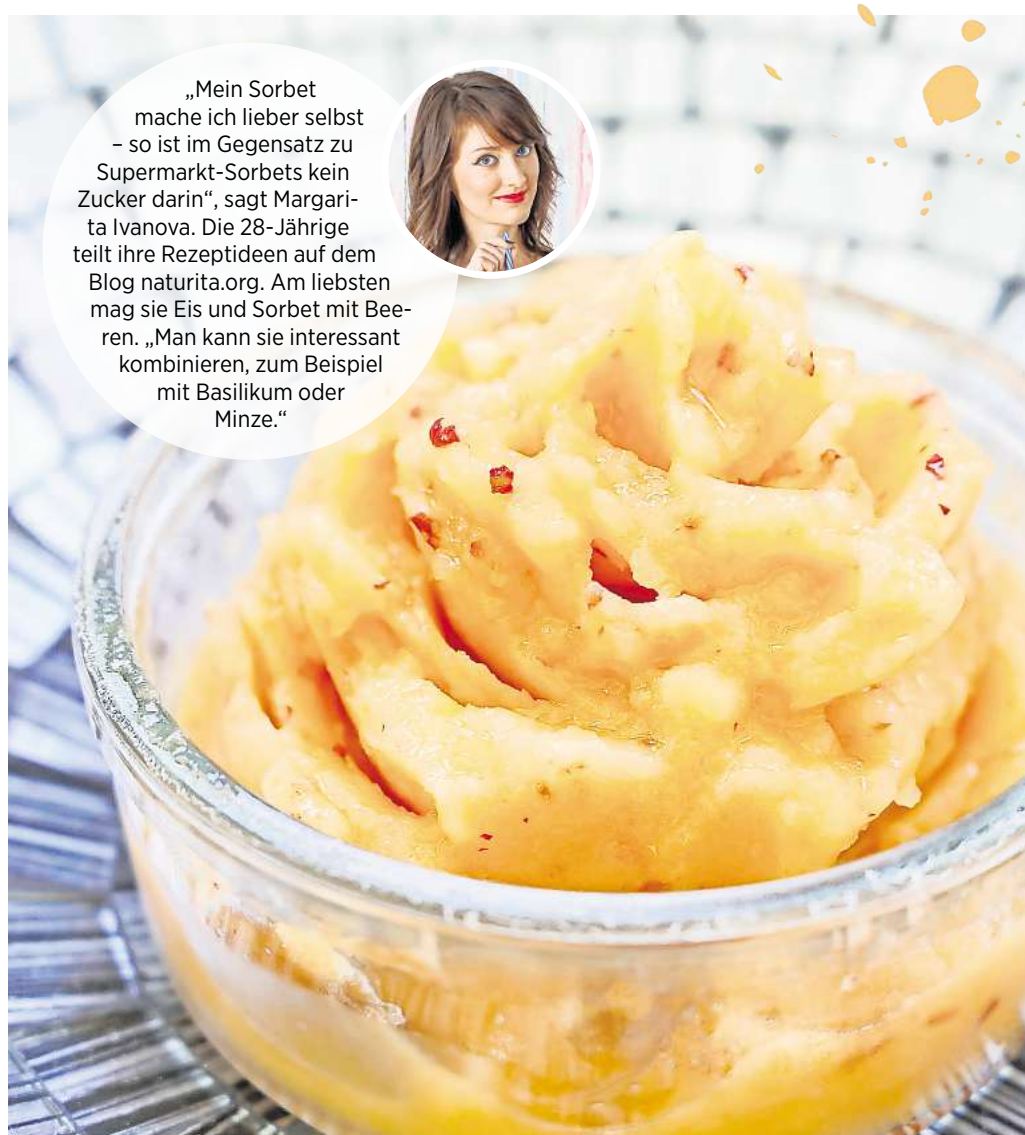 „Mein Sorbet
mache ich lieber selbst
– so ist im Gegensatz zu
Supermarkt-Sorbets kein
Zucker darin“, sagt Margari-
ta Ivanova. Die 28-Jährige
teilt ihre Rezeptideen auf dem
Blog naturita.org. Am liebsten
mag sie Eis und Sorbet mit Bee-
ren. „Man kann sie interessant
kombinieren, zum Beispiel
mit Basilikum oder
Minze.“